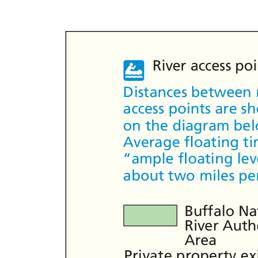 River access poi
Distances between
access points are sh
on the diagram bel
Average floating ti
"ample floating lev
about two miles pe
Buffalo Na
River Auth
Area
Private property ex